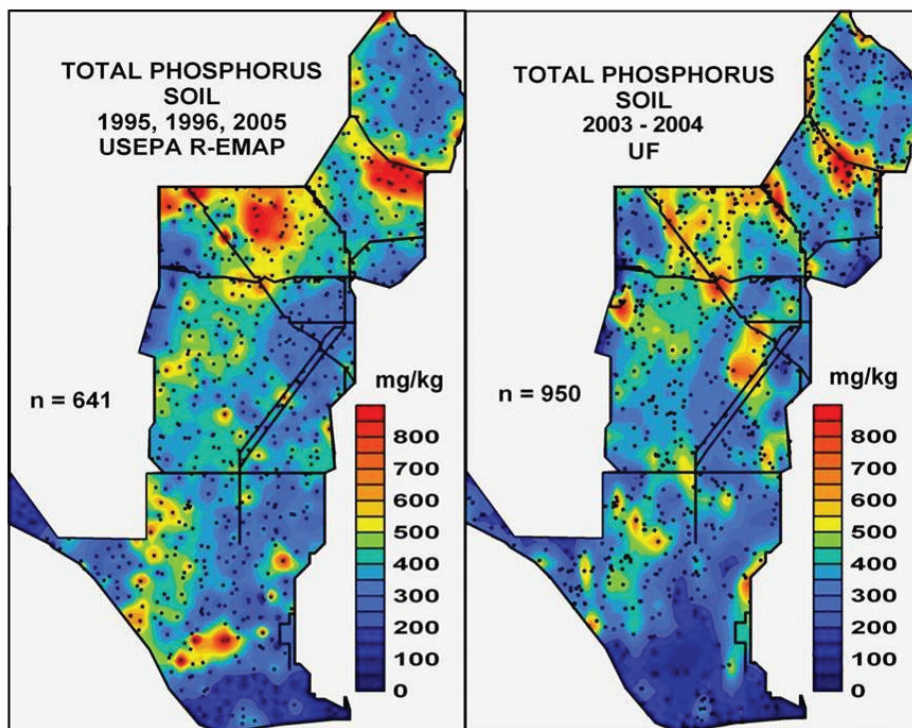 TOTAL PHOSPHORUS
SOIL
1995, 1996, 2005
USEPA R-EMAP
n = 641
mg/kg
800
700
600
500
400
300
200
100
0
TOTAL PHOSPHORUS
SOIL
2003 - 2004
UF
n = 950
mg/kg
800
700
600
500
400
300
200
100
0